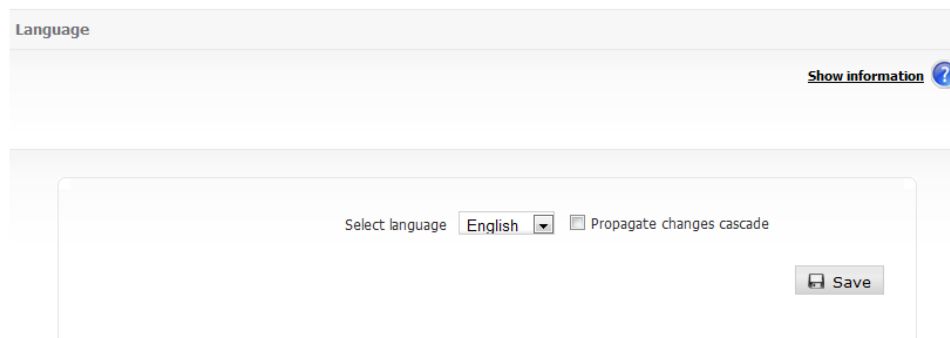 Language
Show information ?
Select language English Propagate changes cascade
Save